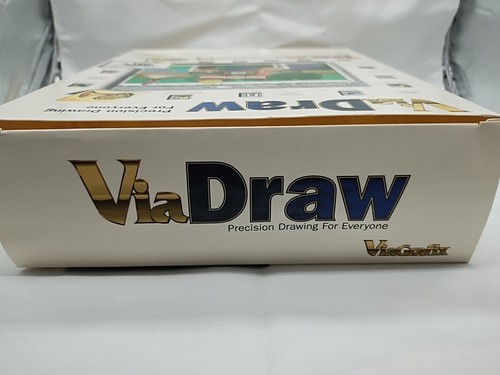 ViaDraw
Precision Drawing
For Everyone
ViaDraw
Precision Drawing For Everyone
ViaGrafix